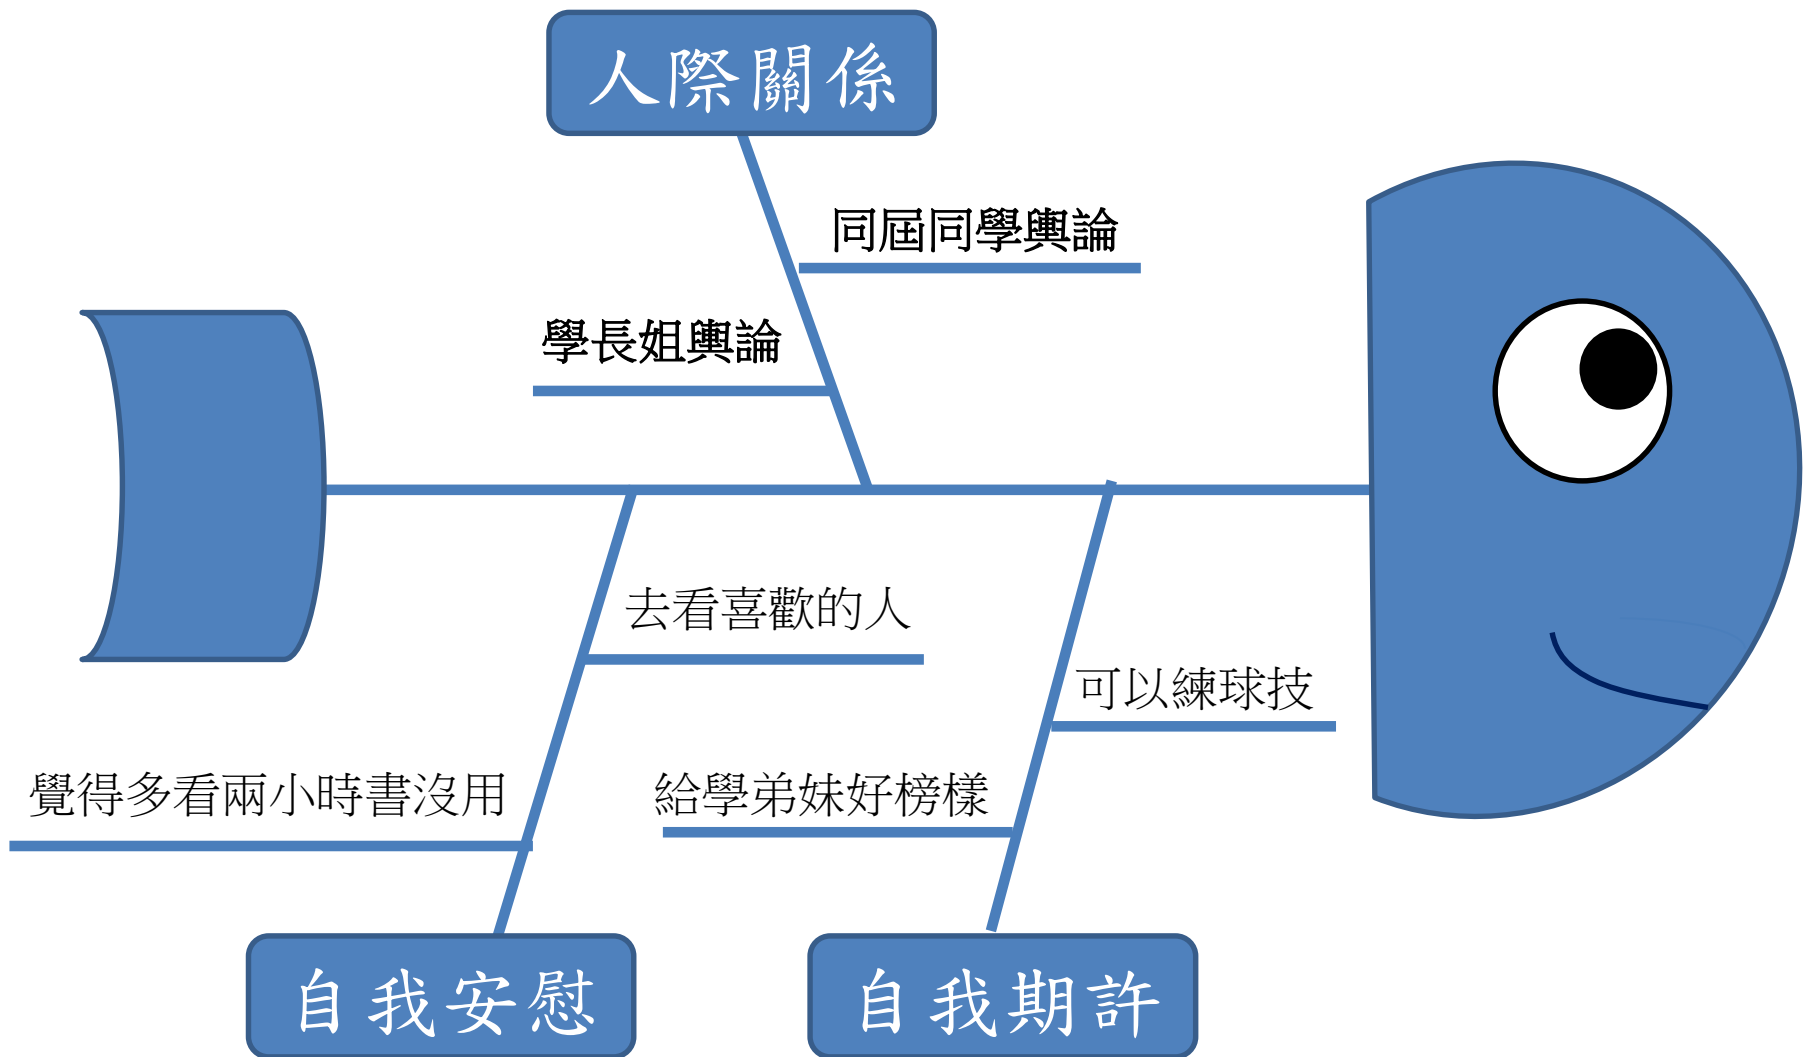 人際關係
同屆同學輿論
學長姐輿論
去看喜歡的人
可以練球技
覺得多看兩小時書沒用
給學弟妹好榜樣
自我安慰
自我期許